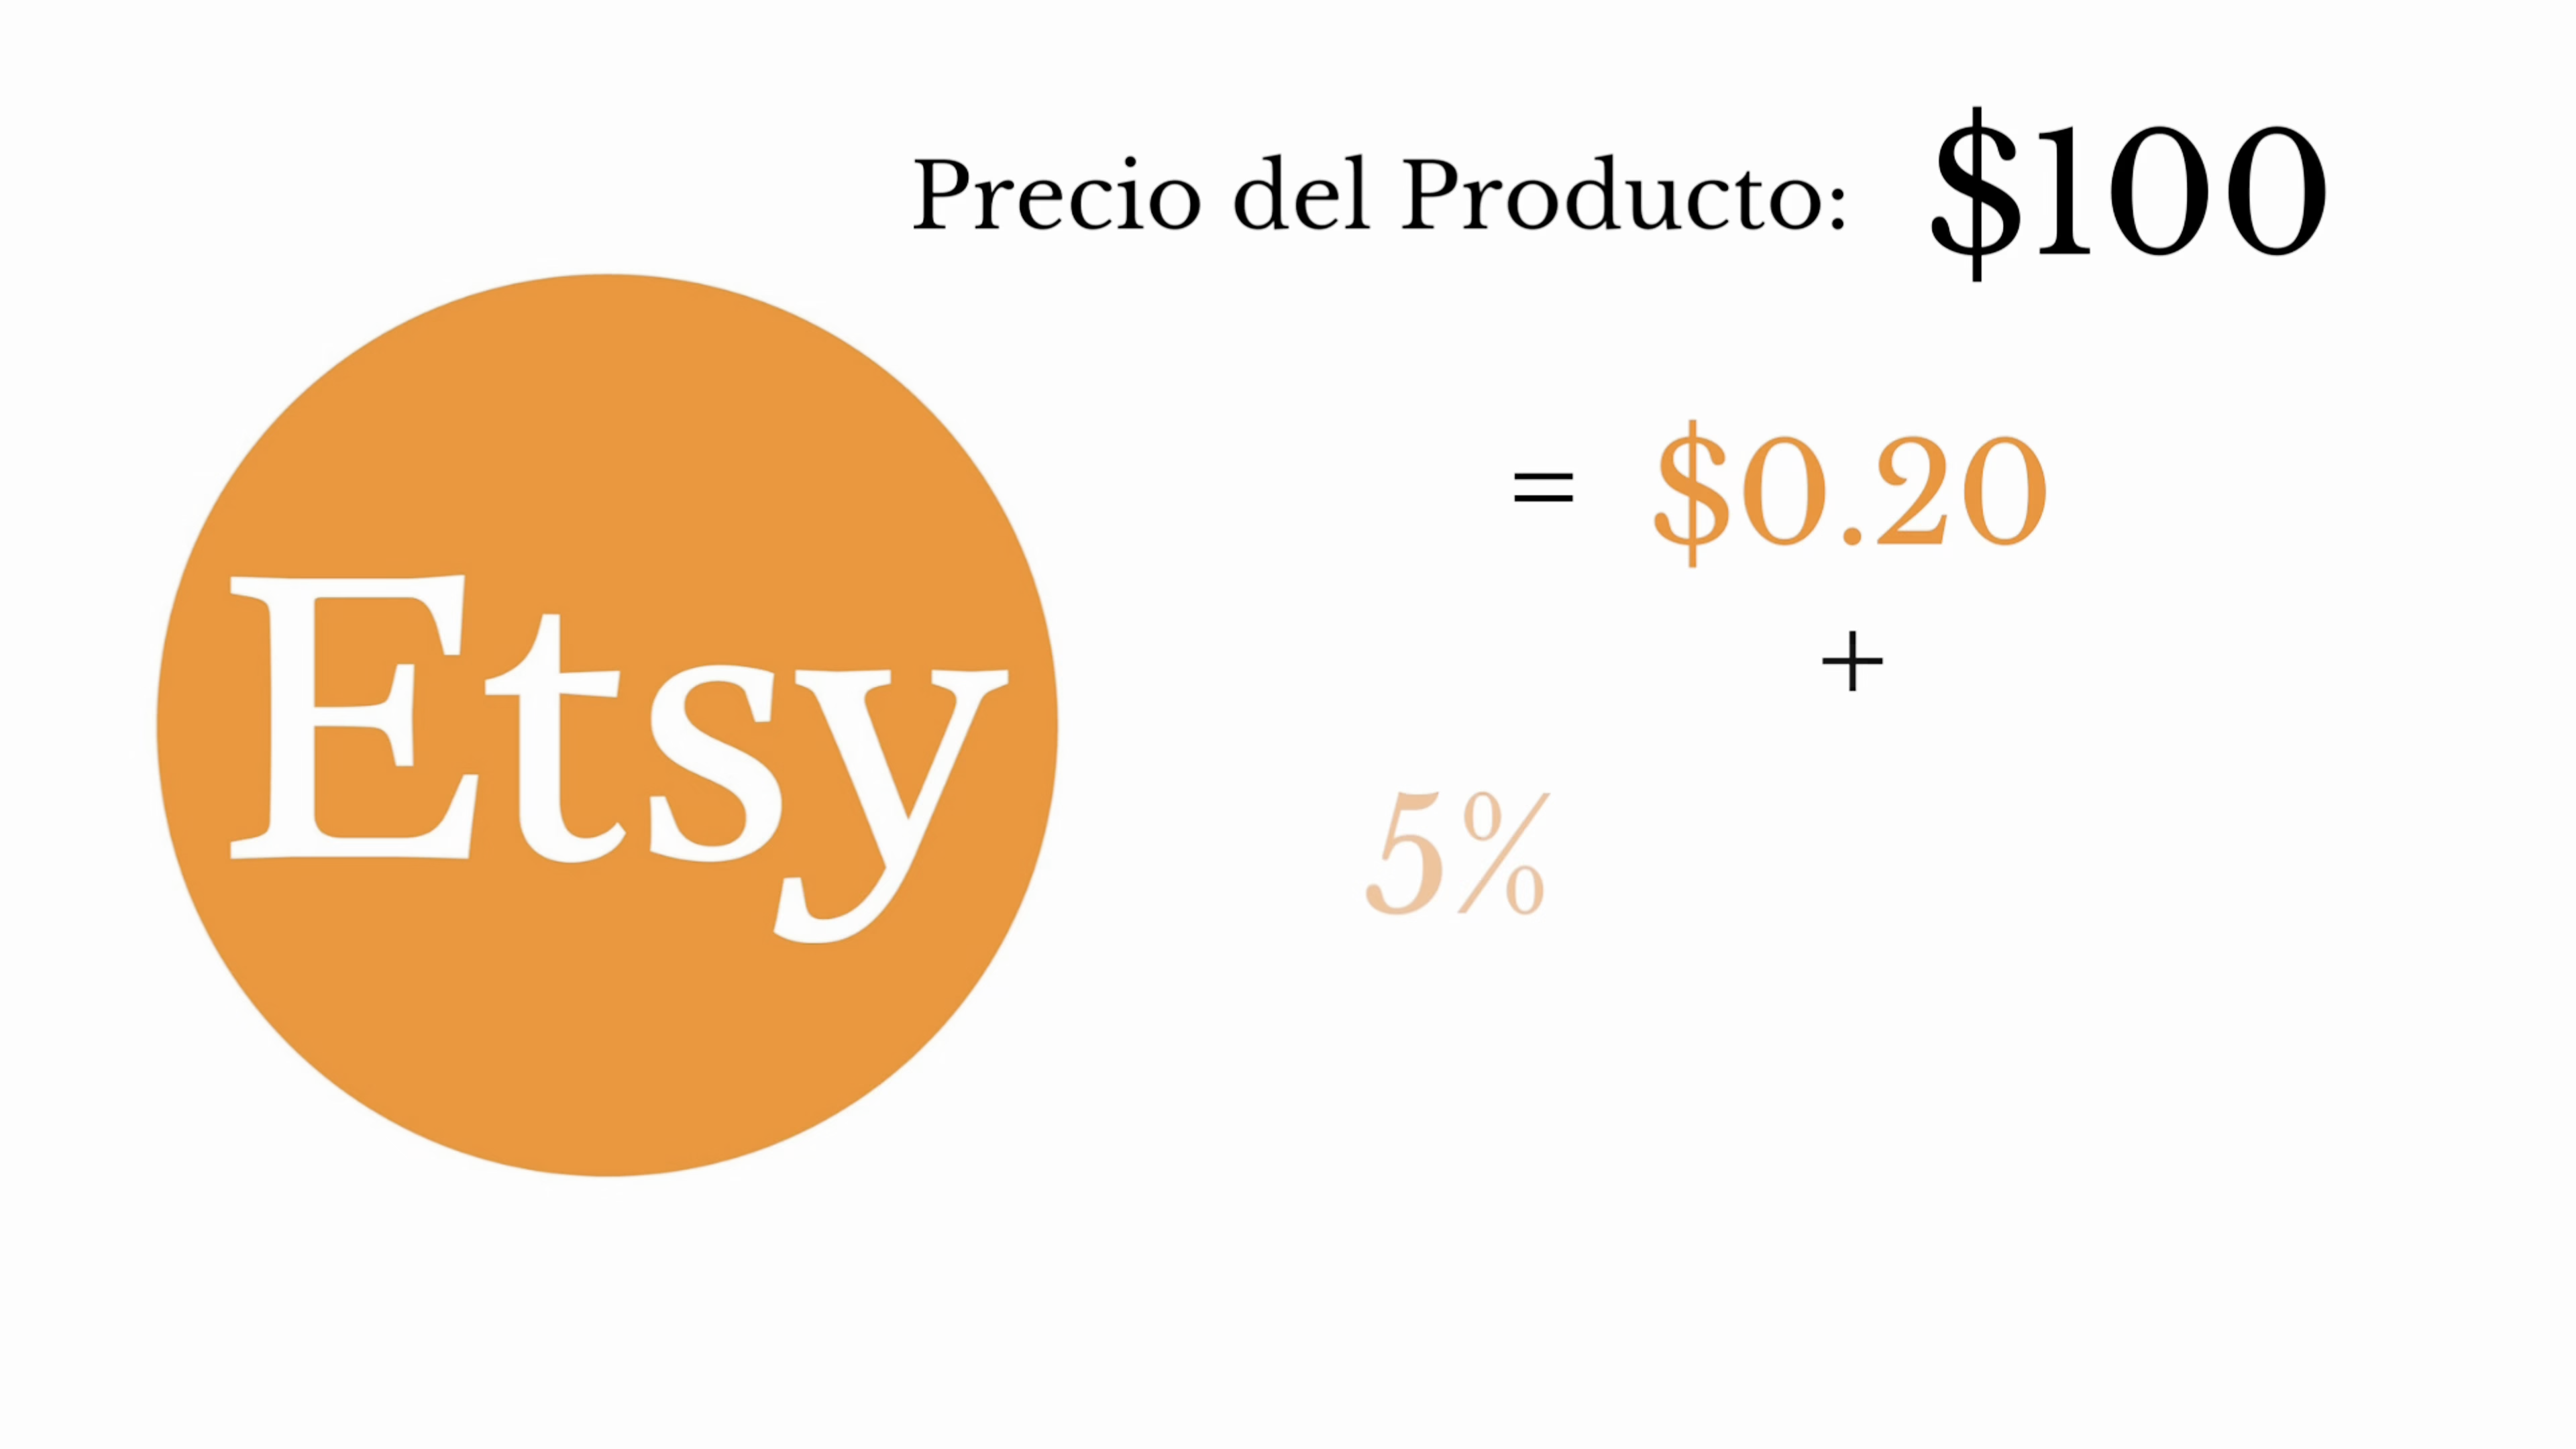 Precio del Producto: $100
= $0.20
+
Etsy
5%